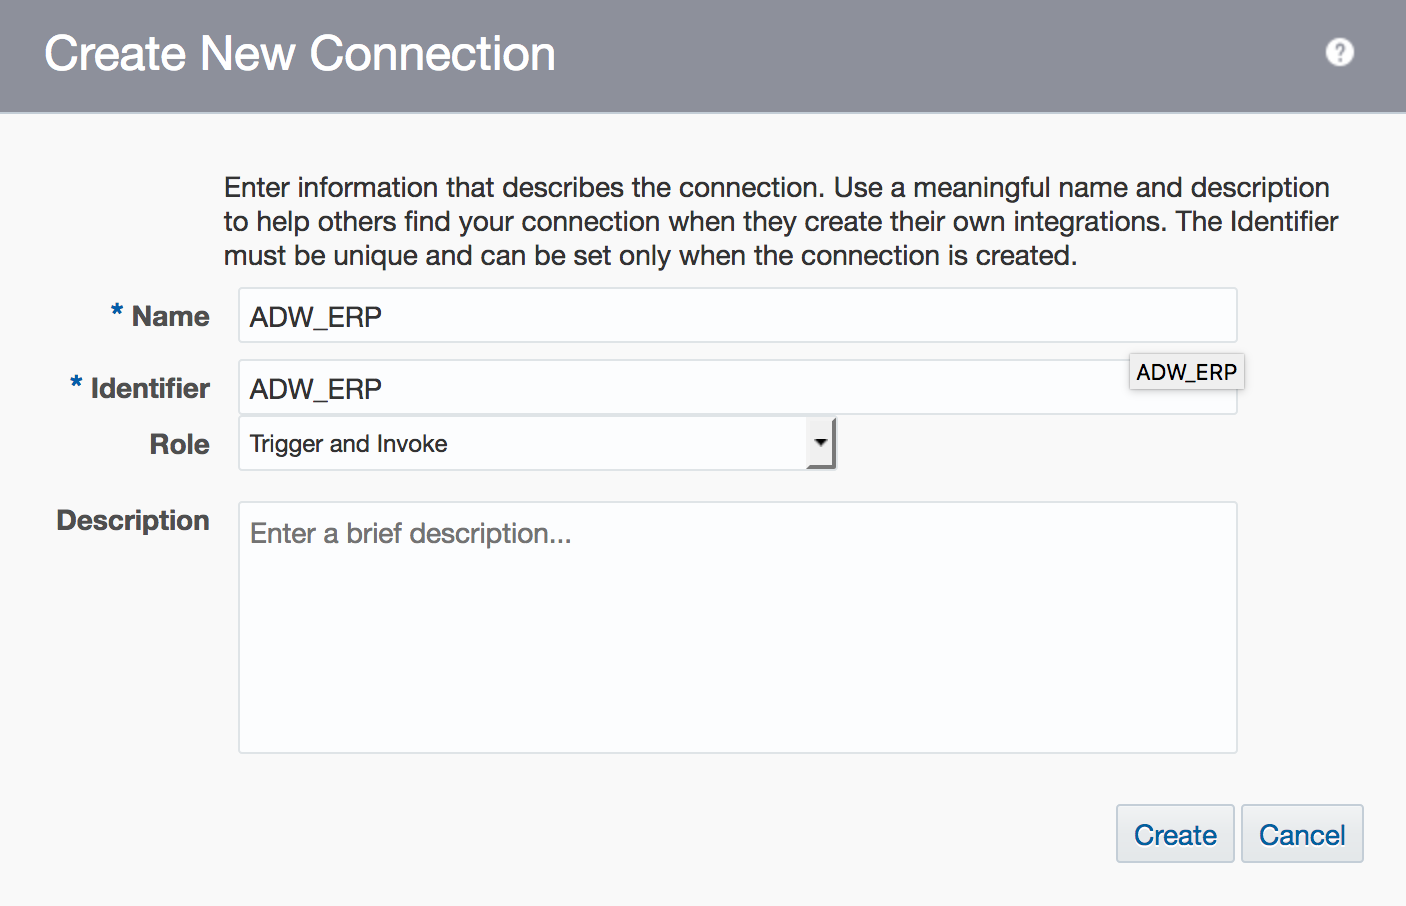 Create New Connection
?
Enter information that describes the connection. Use a meaningful name and description
to help others find your connection when they create their own integrations. The Identifier
must be unique and can be set only when the connection is created.
* Name ADW_ERP
* Identifier ADW_ERP
ADW_ERP
Role Trigger and Invoke
Description Enter a brief description...
Create Cancel